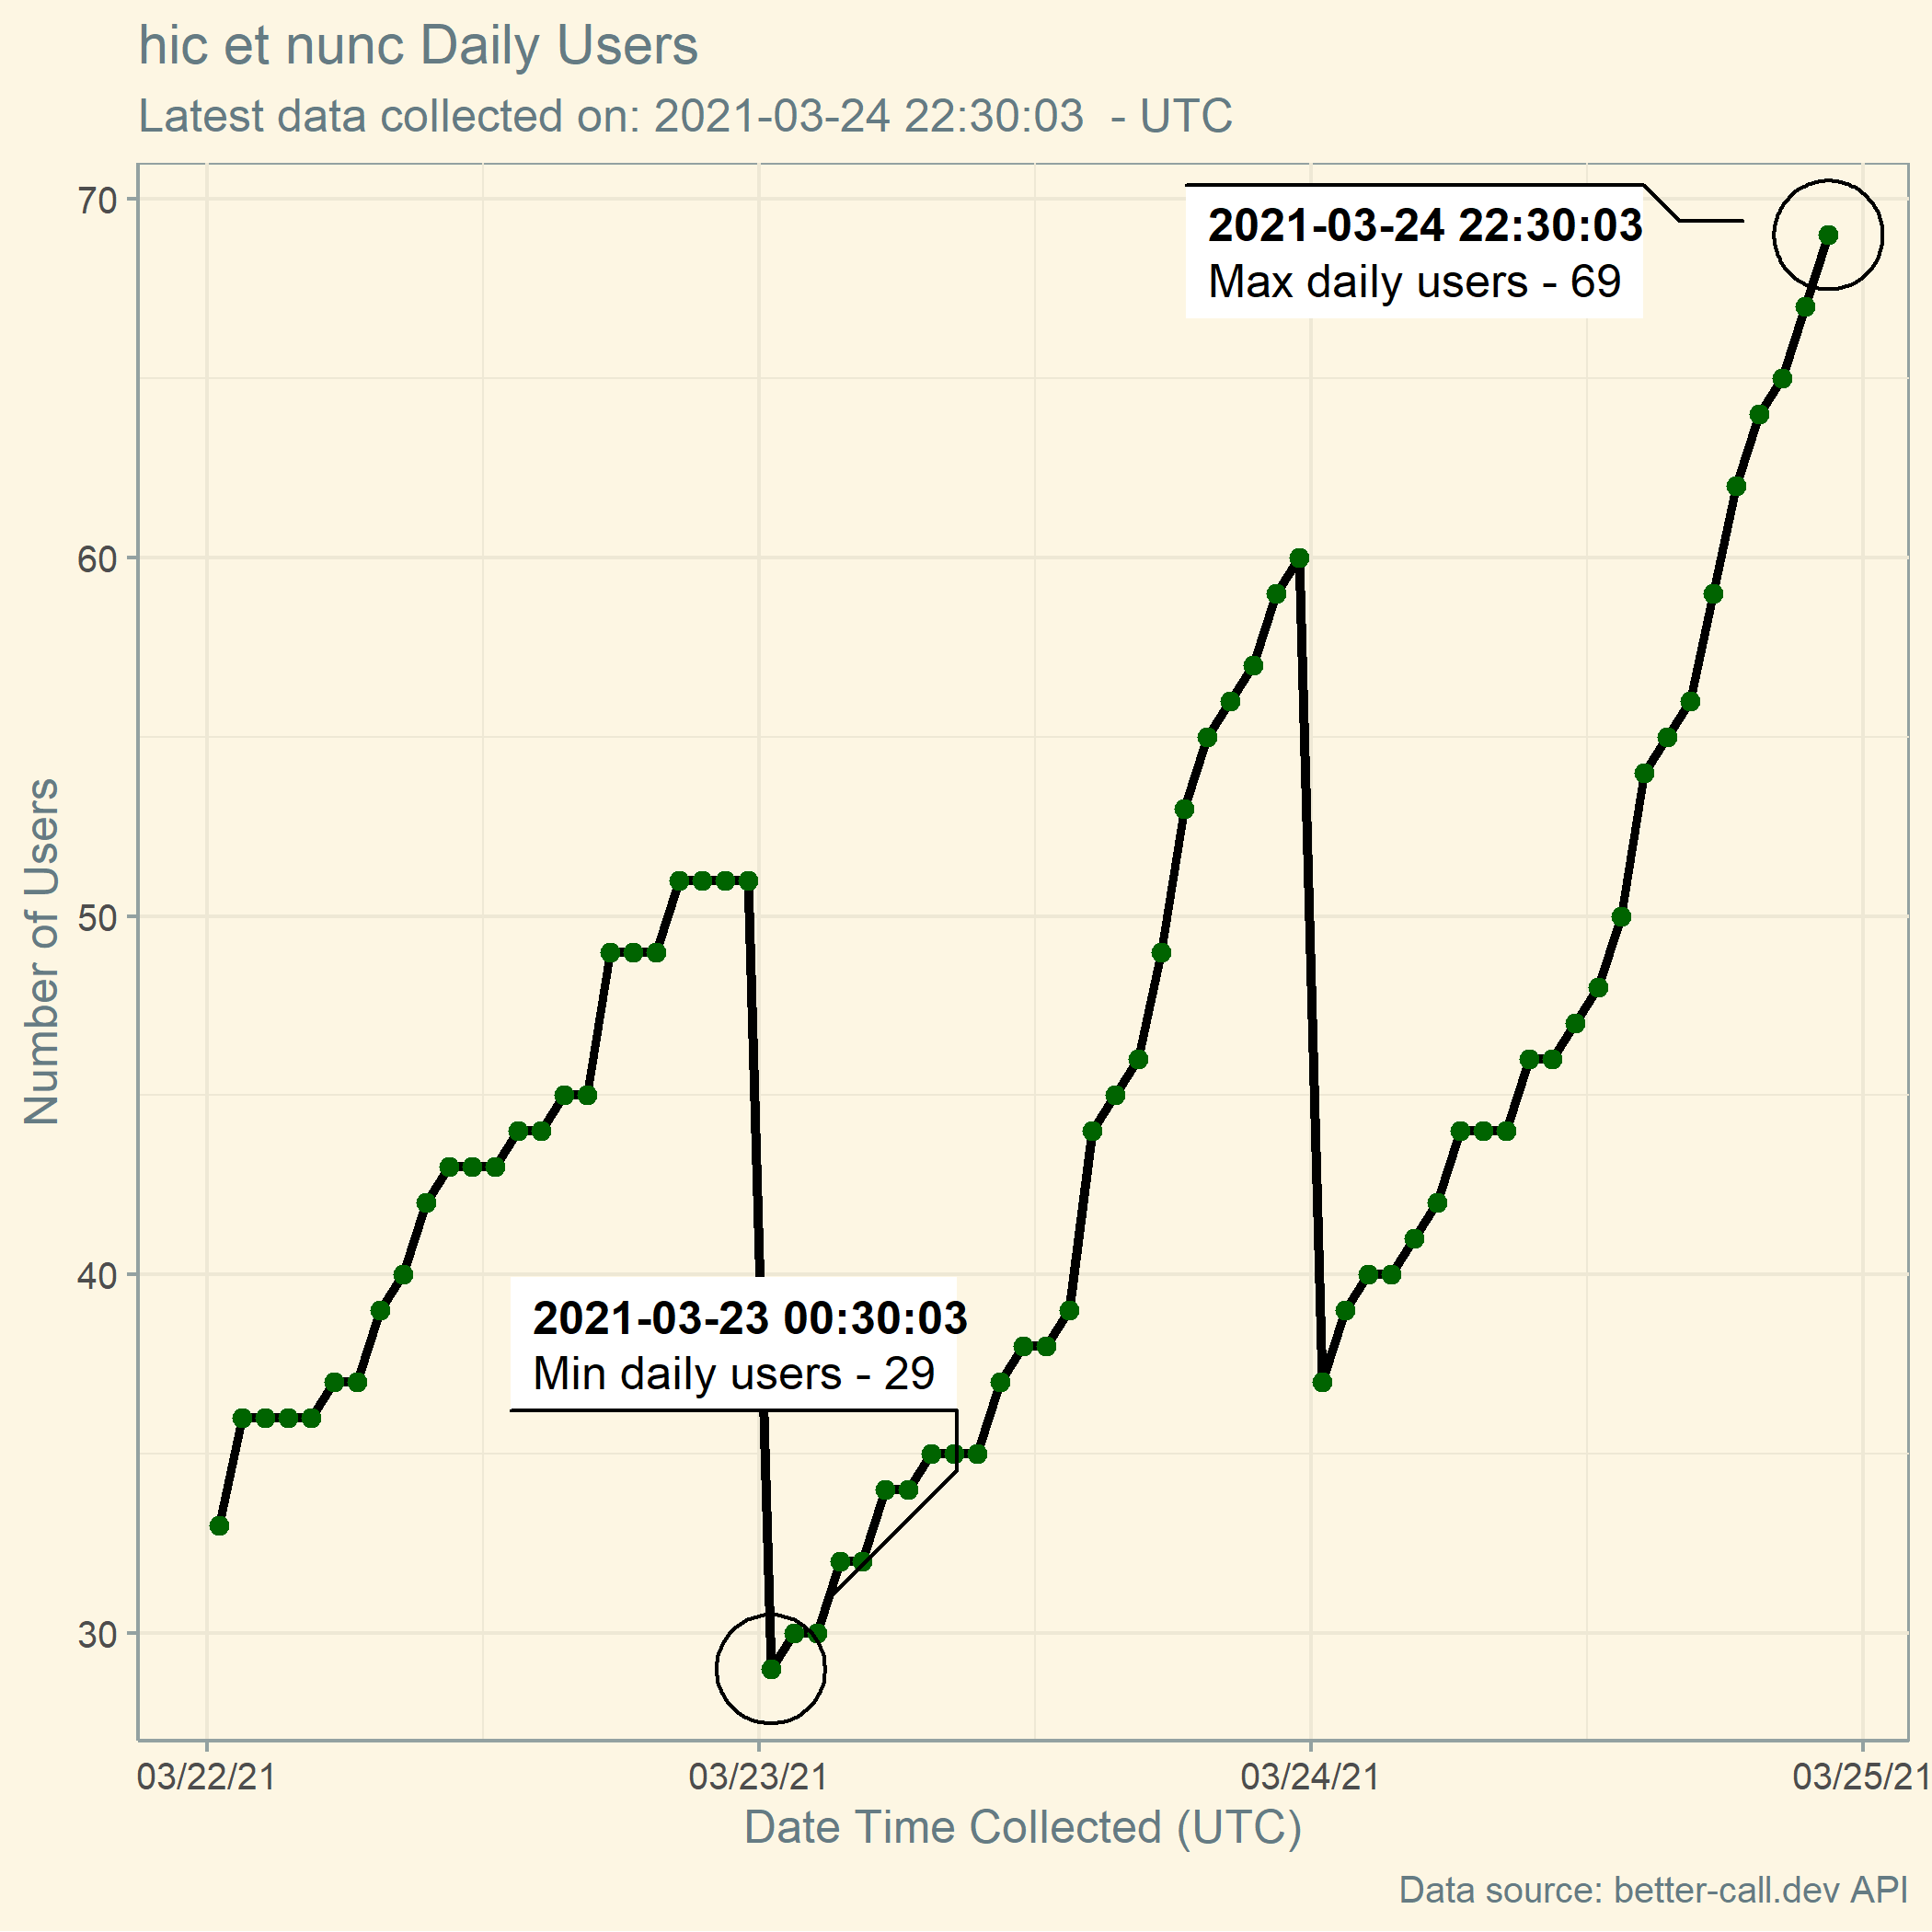 hic et nunc Daily Users
Latest data collected on: 2021-03-24 22:30:03  - UTC
70
60
50
40
30
Number of Users
2021-03-24 22:30:03
Max daily users - 69
2021-03-23 00:30:03
Min daily users - 29
03/22/21
03/23/21
03/24/21
03/25/21
Date Time Collected (UTC)
Data source: better-call.dev API